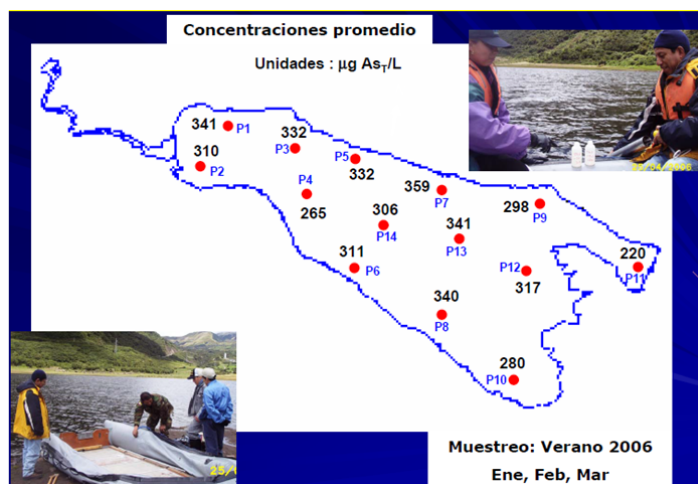 Concentraciones promedio
Unidades : µg As_T/L
341
P1
332
P3
310
P2
P5
332
P4
265
359
P7
298
P9
306
P14
341
P13
311
P6
220
P11
P12
317
340
P8
280
P10
Muestreo: Verano 2006
Ene, Feb, Mar